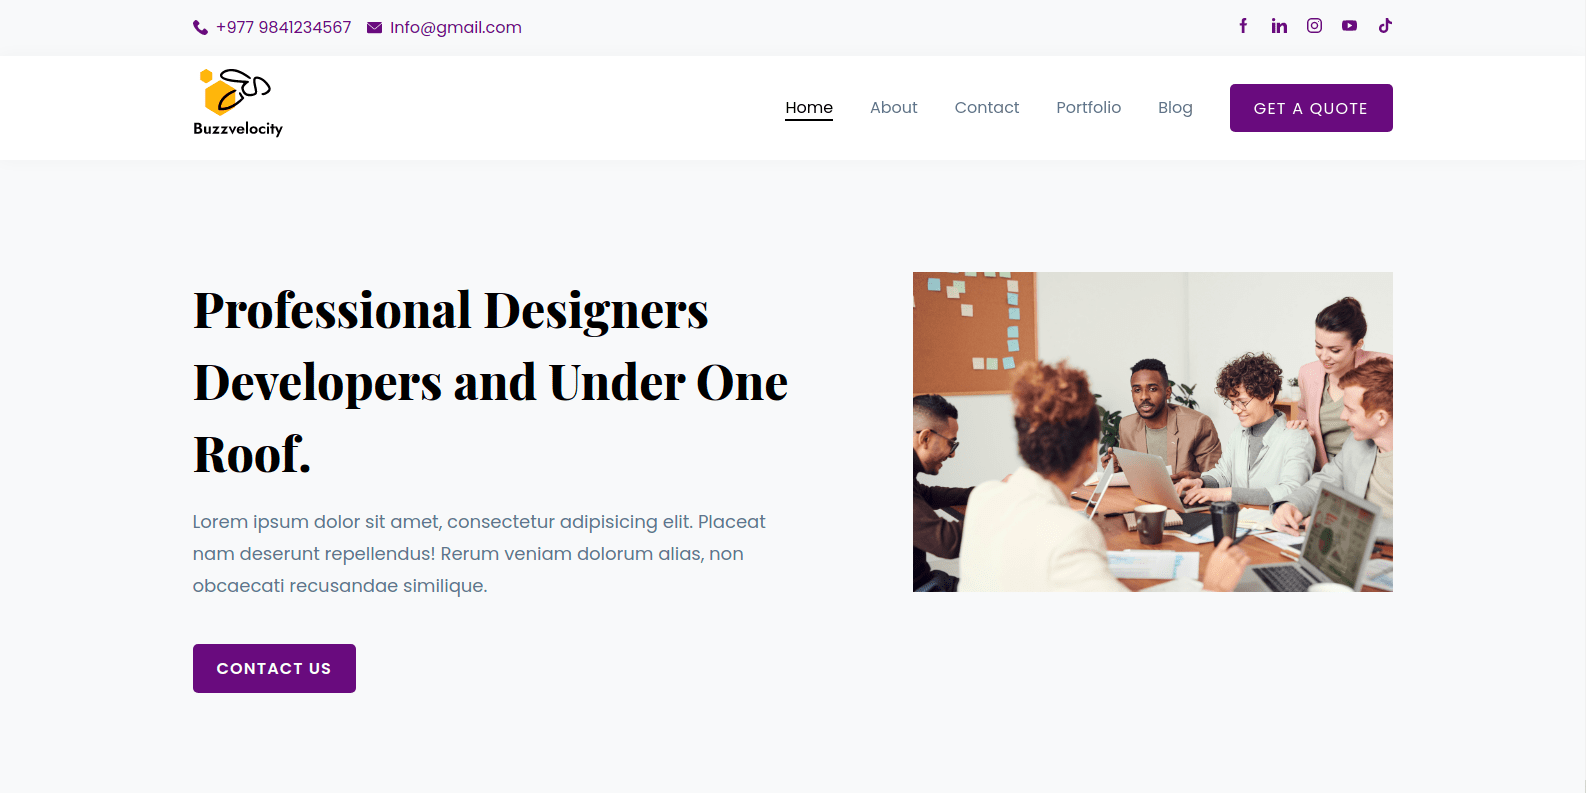 +977 9841234567 Info@gmail.com
Buzzvelocity
Home About Contact Portfolio Blog GET A QUOTE
Professional Designers
Developers and Under One
Roof.
Lorem ipsum dolor sit amet, consectetur adipisicing elit. Placeat
nam deserunt repellendus! Rerum veniam dolorum alias, non
obcaecati recusandae similique.
CONTACT US